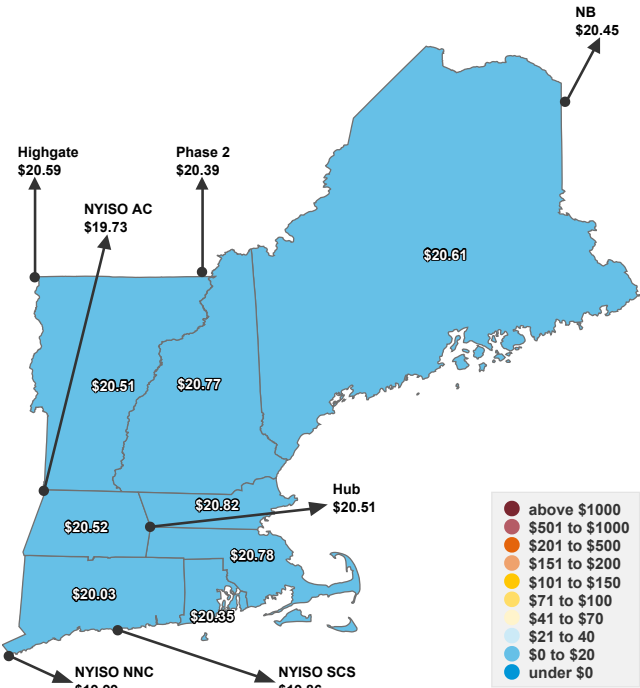 NB
$20.45
Highgate
$20.59
Phase 2
$20.39
NYISO AC
$19.73
$20.61
$20.51
$20.77
Hub
$20.51
$20.82
$20.52
$20.78
$20.03
$20.35
NYISO NNC
NYISO SCS
above $1000
$501 to $1000
$201 to $500
$151 to $200
$101 to $150
$71 to $100
$41 to $70
$21 to 40
$0 to $20
under $0